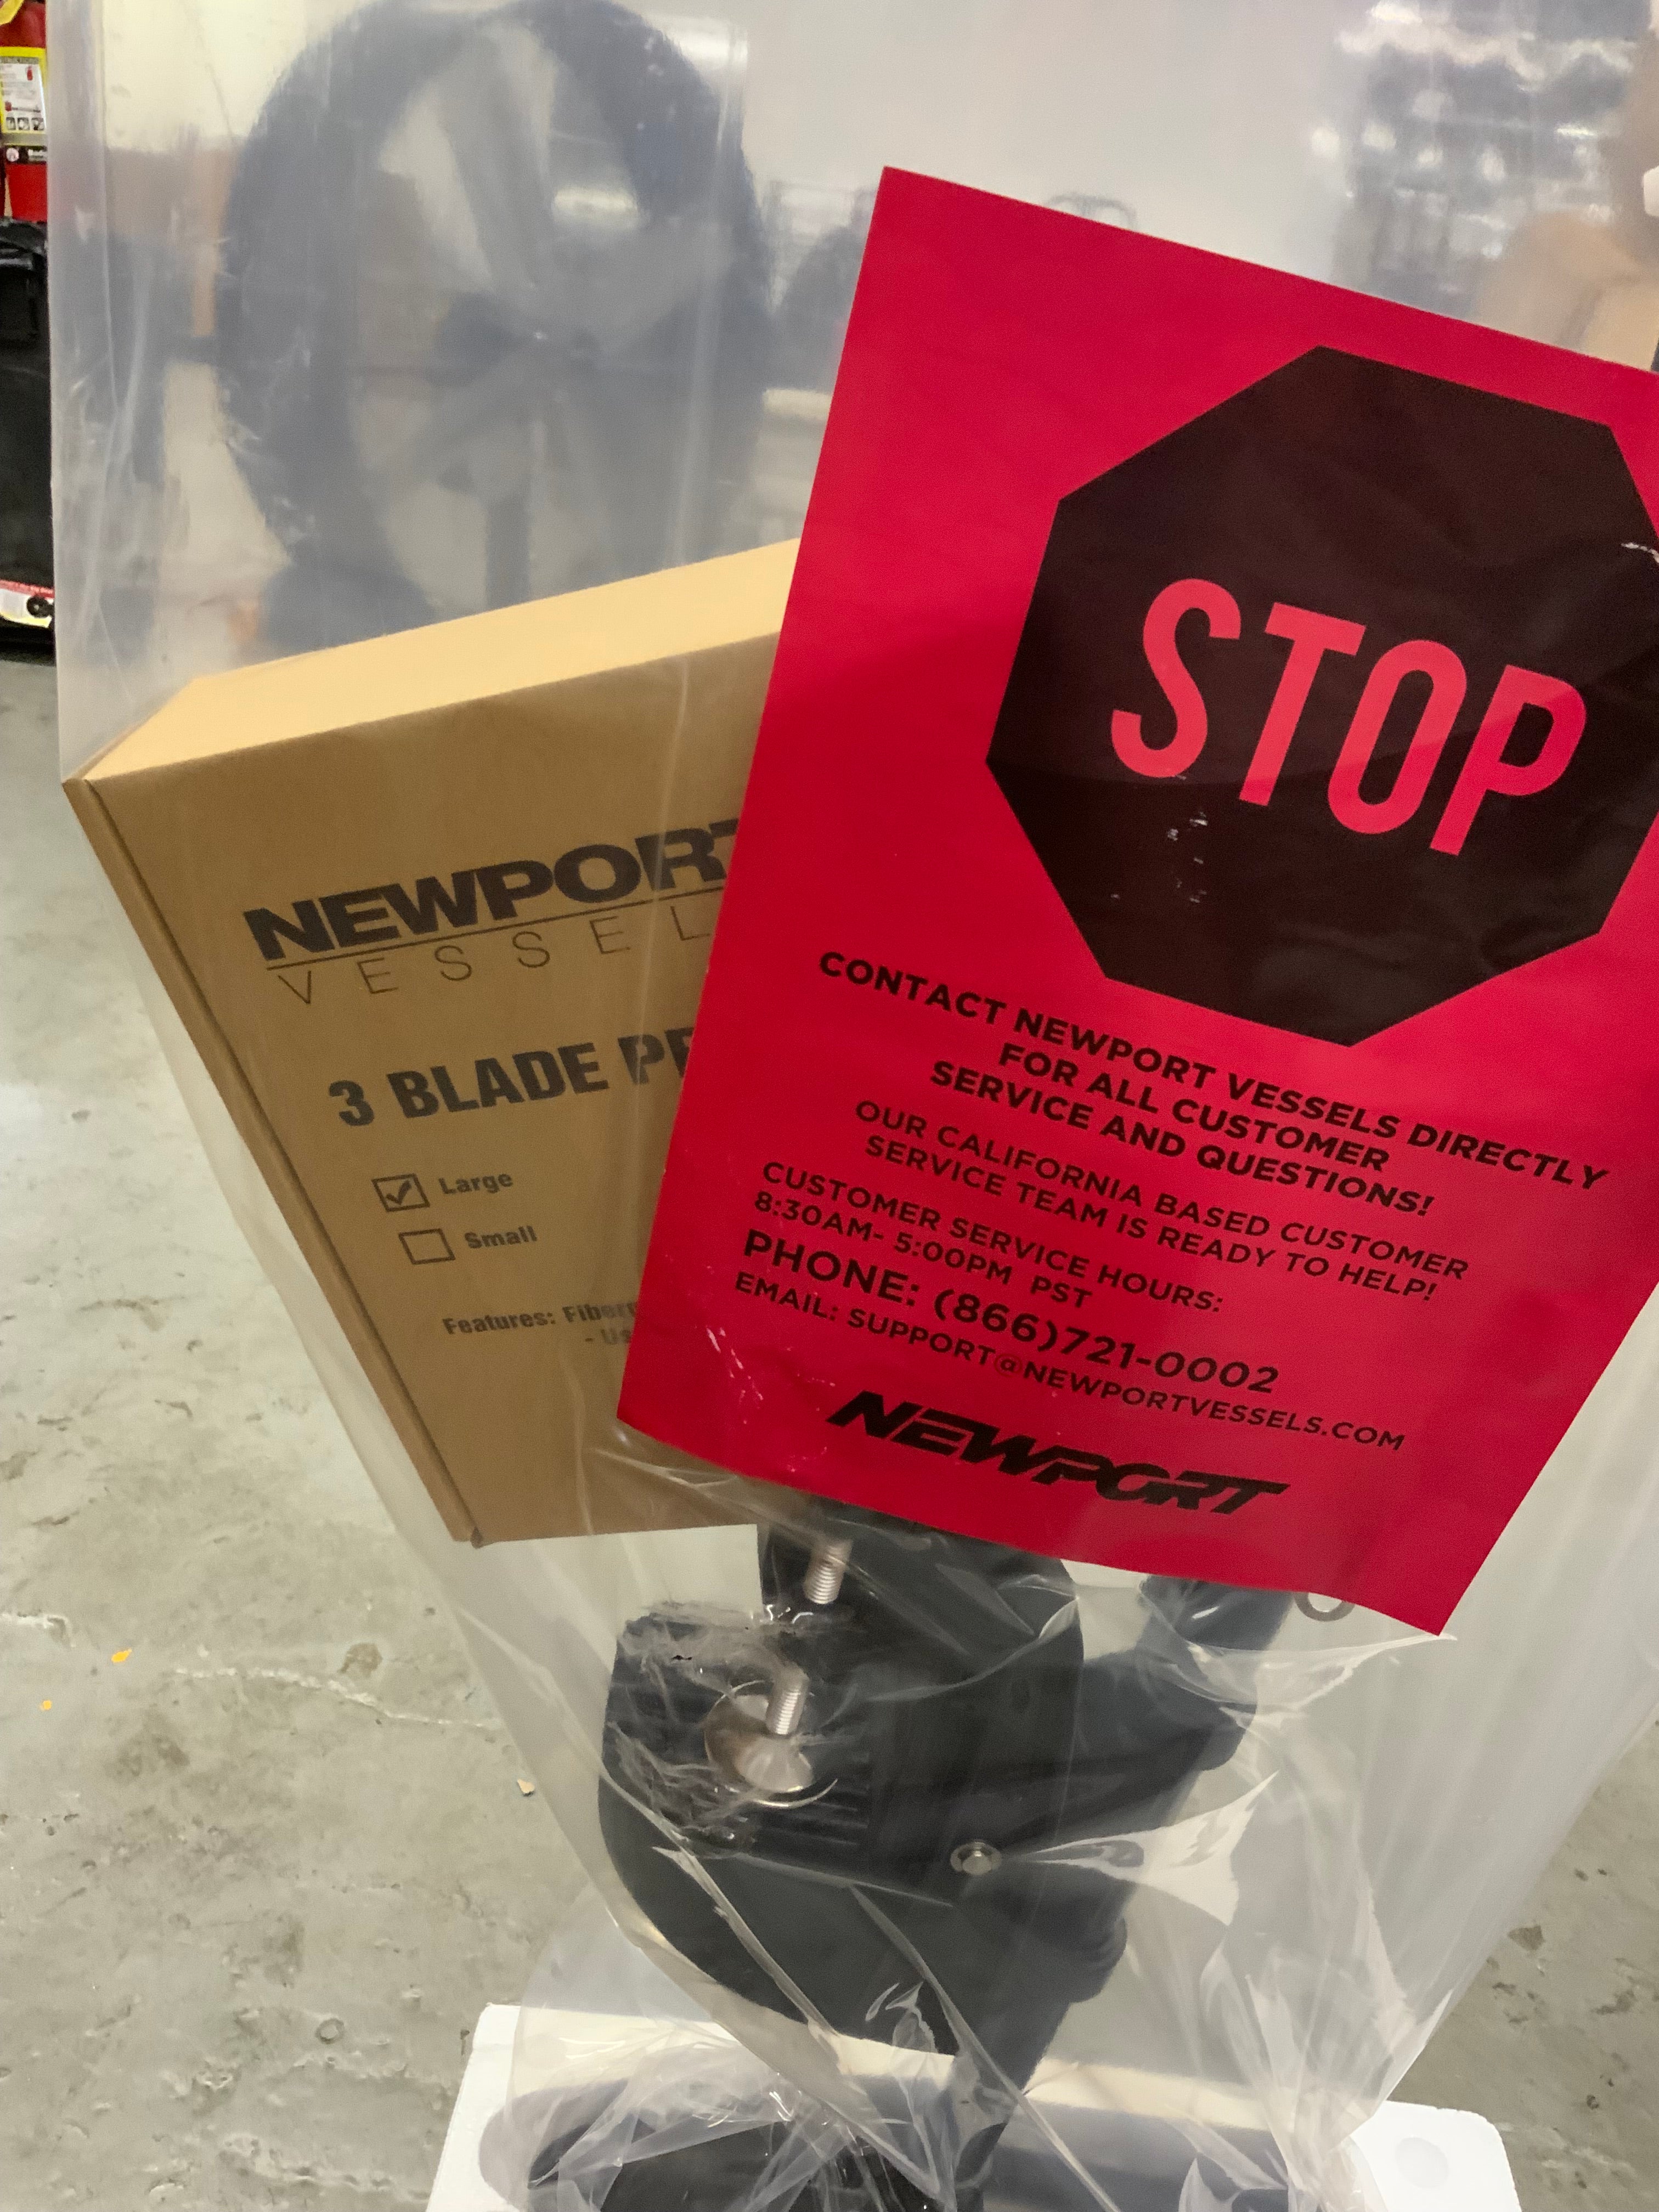 NEWPORT
VESSEL
3 BLADE
Large
Small
Features:
- Us
STOP
CONTACT NEWPORT VESSELS DIRECTLY
FOR ALL CUSTOMER
SERVICE AND QUESTIONS!
OUR CALIFORNIA BASED CUSTOMER
SERVICE TEAM IS READY TO HELP!
CUSTOMER SERVICE HOURS:
8:30AM- 5:00PM PST
PHONE: (866)721-0002
EMAIL: SUPPORT@NEWPORTVESSELS.COM
NEWPORT